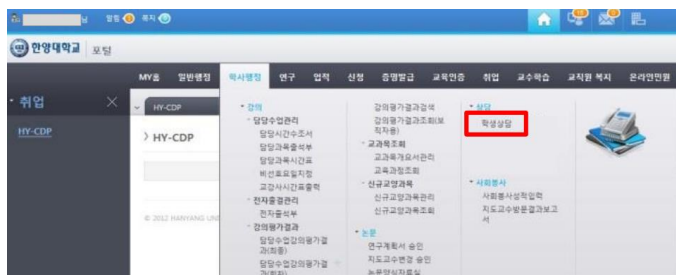 님 알림 쪽지
한양대학교 포털
MY홈 일반행정 학사행정 연구 업적 신청 증명발급 교육인증 취업 교수학습 교직원 복지 온라인민원
취업
HY-CDP
HY-CDP
> HY-CDP
© 2012 HANYANG UNI
강의
담당수업관리
담당시간수조서
담당과목출석부
담당과목시간표
비선호요일지정
교강사시간표출력
전자출결관리
전자출석부
강의평가결과
담당수업강의평가결
과(최종)
담당수업강의평가결
강의평가결과검색
강의평가결과조회(보
직자용)
교과목조회
교과목개요서관리
교육과정조회
신규교양과목
신규교양과목관리
신규교양과목조회
논문
연구계획서 승인
지도교수변경 승인
논문양식자료실
상담
학생상담
사회봉사
사회봉사성적입력
지도교수방문결과보고
서